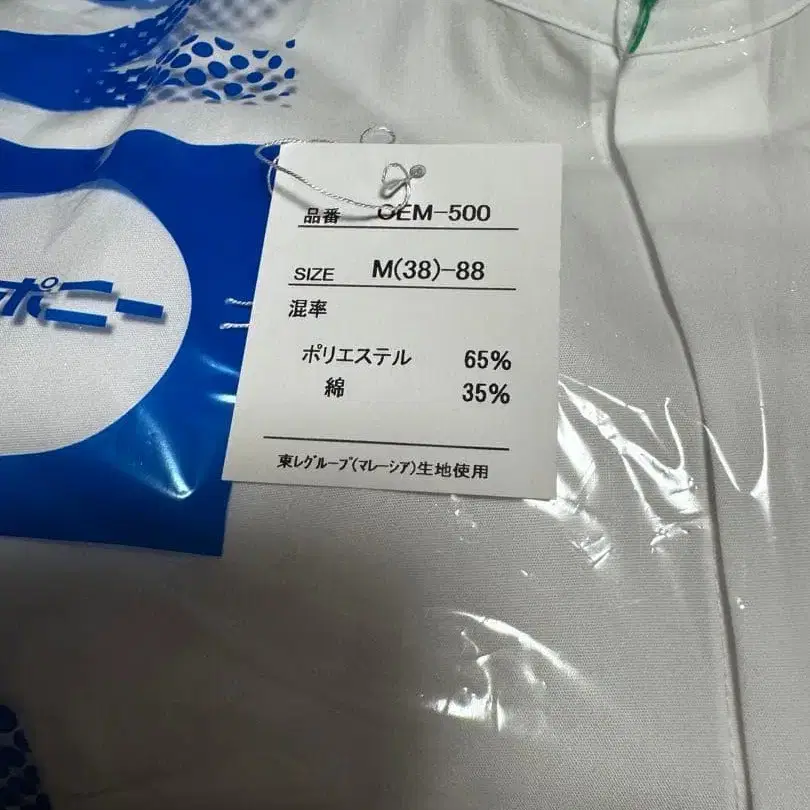 品番 OEM-500
SIZE M(38)-88
混率
ポリエステル 65%
綿 35%
東レグループ(マレーシア)生地使用
ポニー